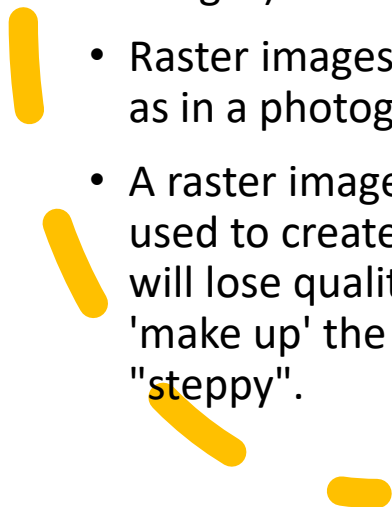 • Raster images
as in a photog
• A raster image
used to create
will lose qualit
'make up' the
"steppy".